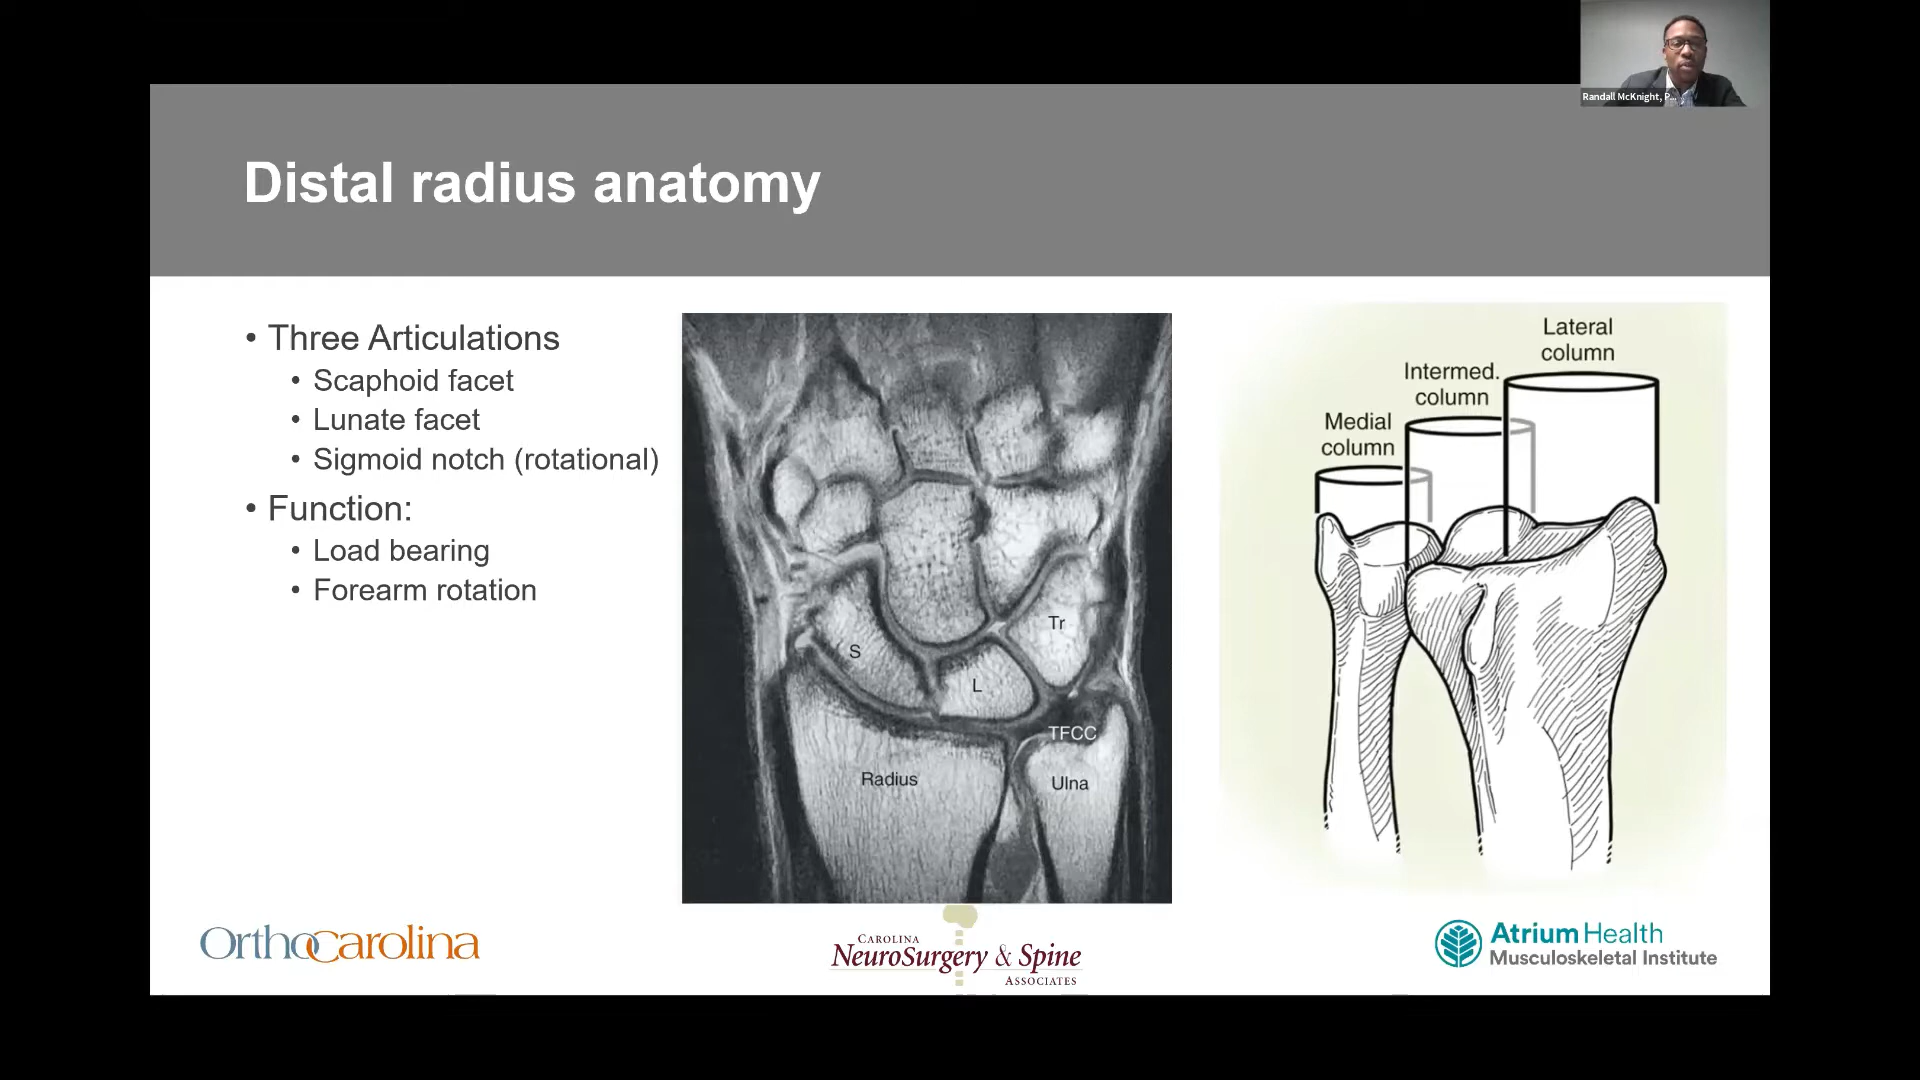 Randall McKnight, P...
Distal radius anatomy
• Three Articulations
• Scaphoid facet
• Lunate facet
• Sigmoid notch (rotational)
• Function:
• Load bearing
• Forearm rotation
S
L
Tr
TFCC
Radius
Ulna
Lateral
column
Intermed.
column
Medial
column
OrthoCarolina
CAROLINA
NEUROSURGERY & SPINE
ASSOCIATES
Atrium Health
Musculoskeletal Institute